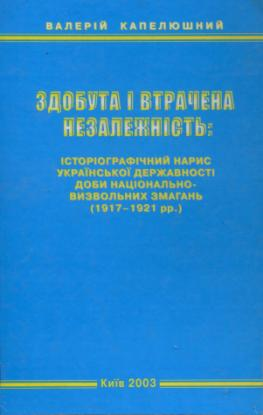 ВАЛЕРІЙ КАПЕЛЮШНИЙ
ЗДОБУТА І ВТРАЧЕНА
НЕЗАЛЕЖНІСТЬ:
ІСТОРІОГРАФІЧНИЙ НАРИС
УКРАЇНСЬКОЇ ДЕРЖАВНОСТІ
ДОБИ НАЦІОНАЛЬНО-
ВИЗВОЛЬНИХ ЗМАГАНЬ
(1917–1921 рр.)
Київ 2003